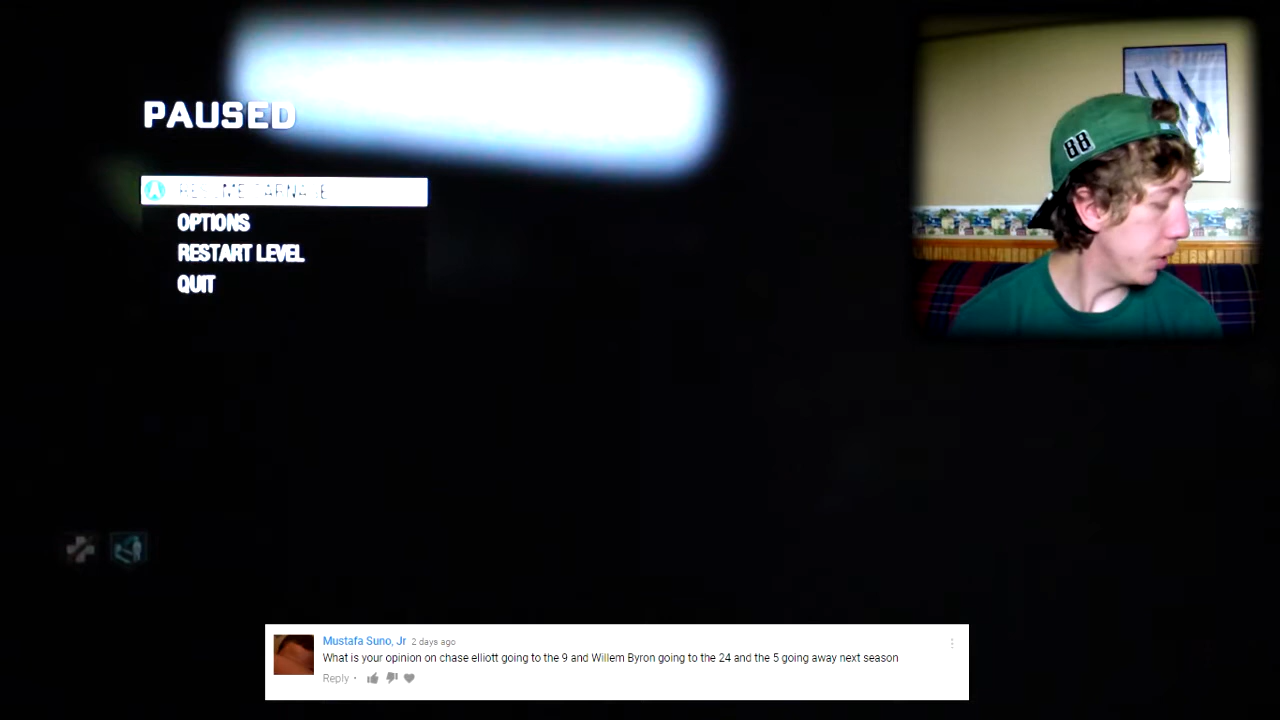 PAUSED
RESUME CARNAGE
OPTIONS
RESTART LEVEL
QUIT
88
Mustafa Suno, Jr 2 days ago
What is your opinion on chase elliott going to the 9 and Willem Byron going to the 24 and the 5 going away next season
Reply •